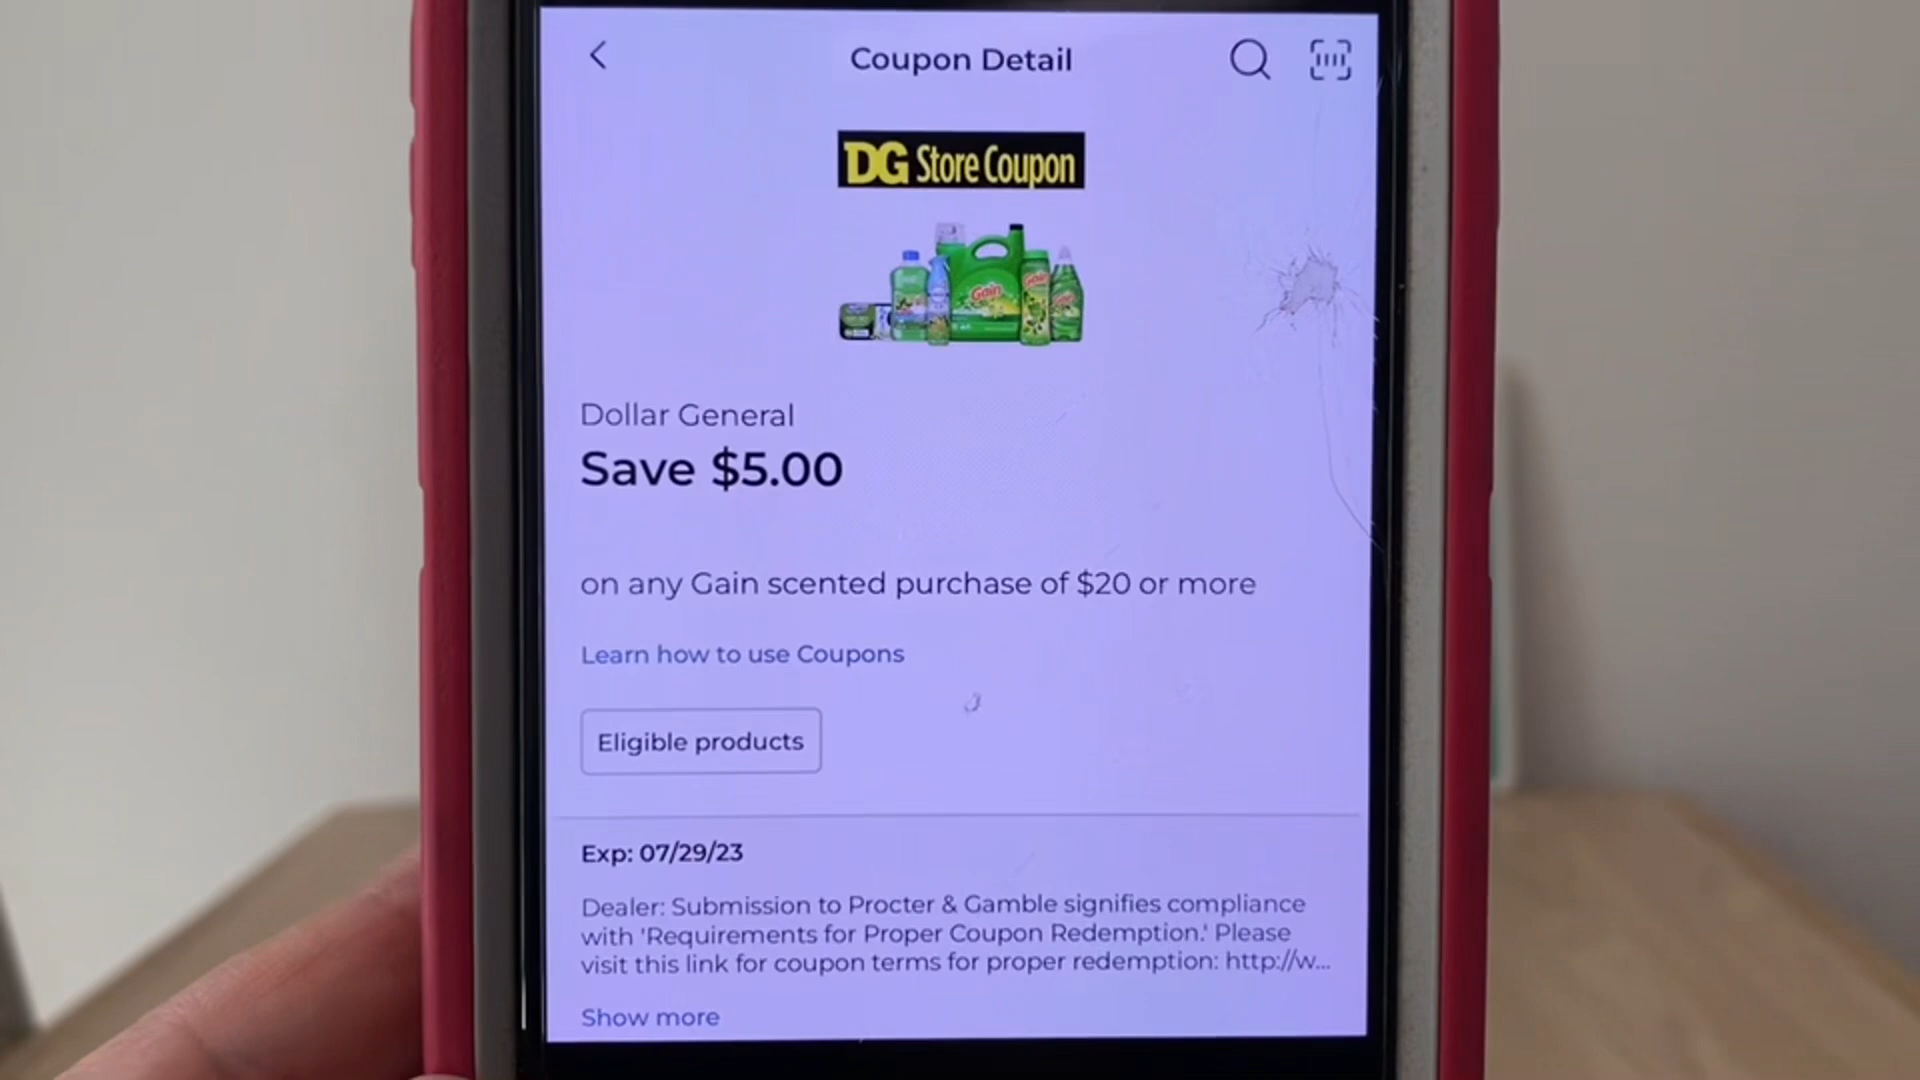 Coupon Detail
DG Store Coupon
Gain
Gain
Dollar General
Save $5.00
on any Gain scented purchase of $20 or more
Learn how to use Coupons
Eligible products
Exp: 07/29/23
Dealer: Submission to Procter & Gamble signifies compliance
with 'Requirements for Proper Coupon Redemption.' Please
visit this link for coupon terms for proper redemption: http://w...
Show more